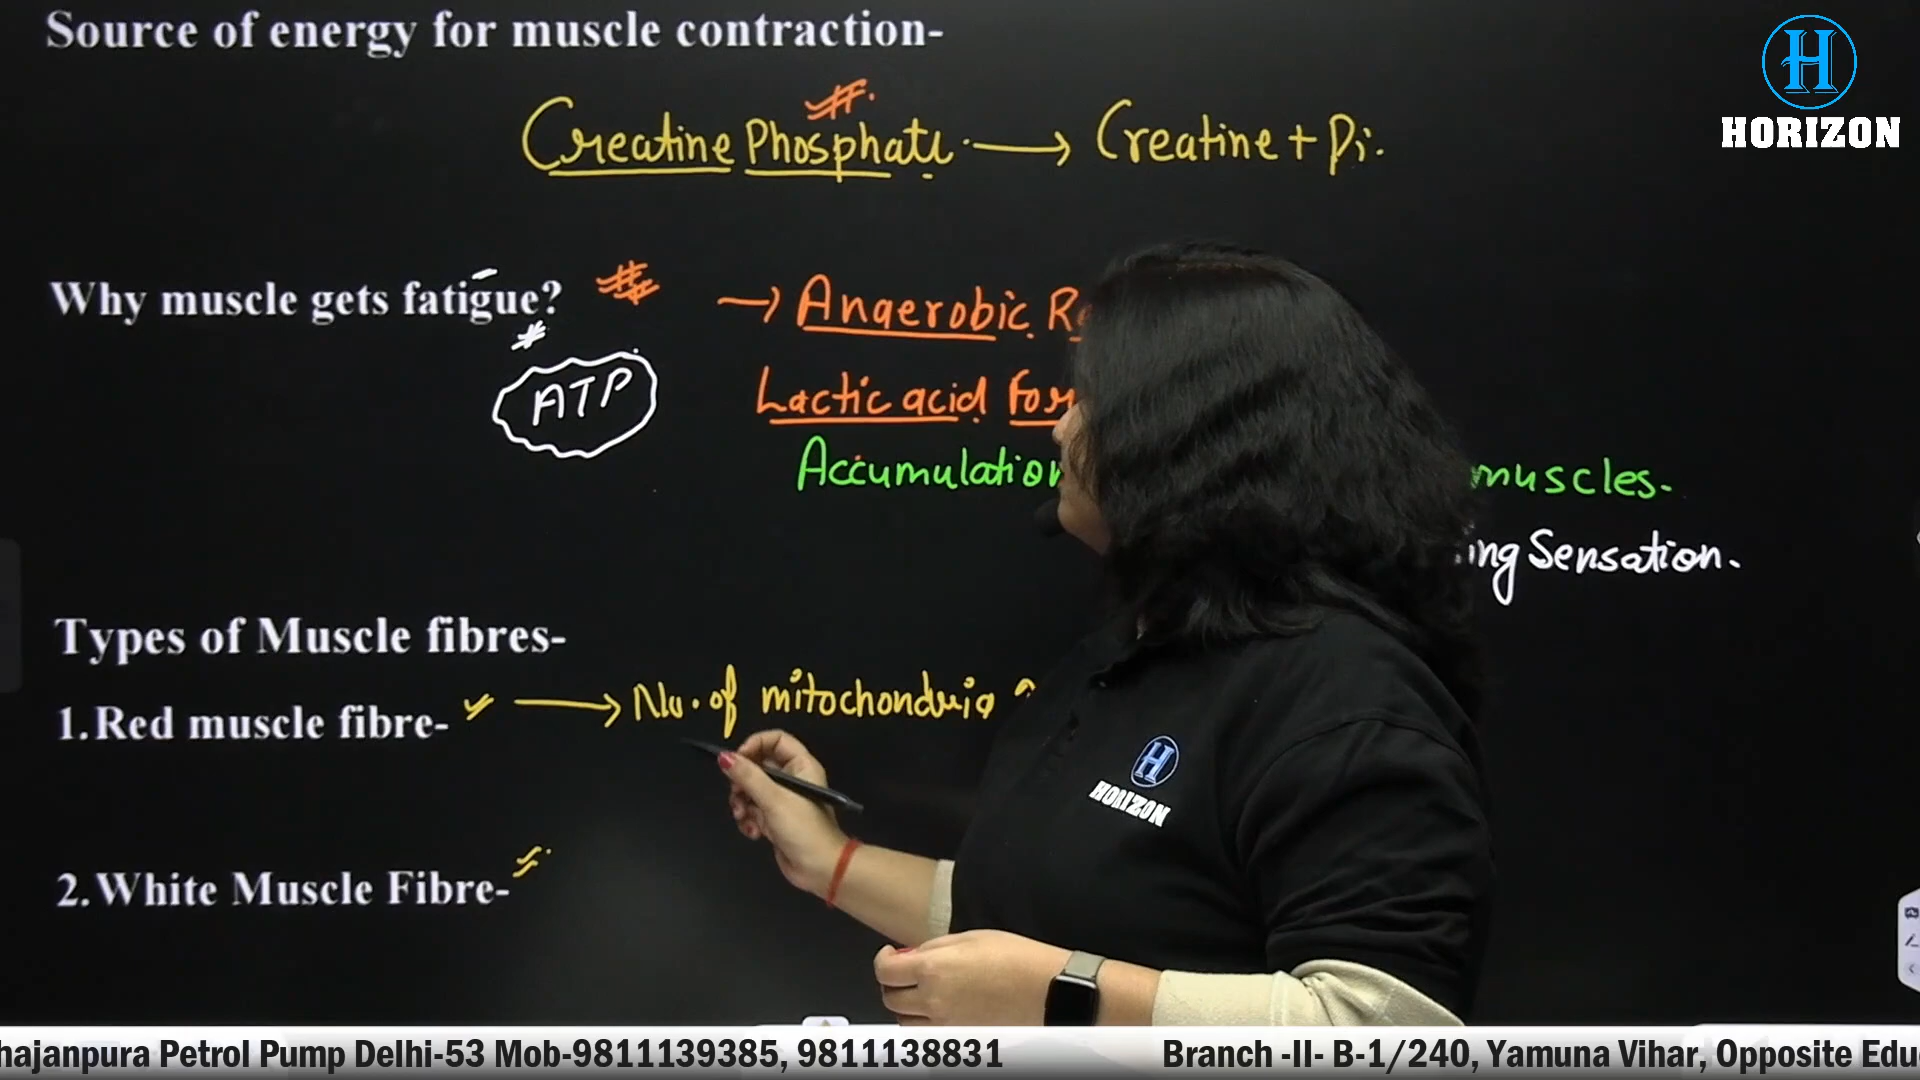 Source of energy for muscle contraction-
H
HORIZON
Creatine Phosphate → Creatine + Pi.
Why muscle gets fatigue? → Anaerobic
ATP
Lactic acid
Accumulation muscles.
Sensation.
Types of Muscle fibres-
1. Red muscle fibre- → No. of mitochondria ↑
H
HORIZON
2. White Muscle Fibre-
Petrol Pump Delhi-53 Mob-9811139385, 9811138831 Branch -II- B-1/240, Yamuna Vihar, Opposite